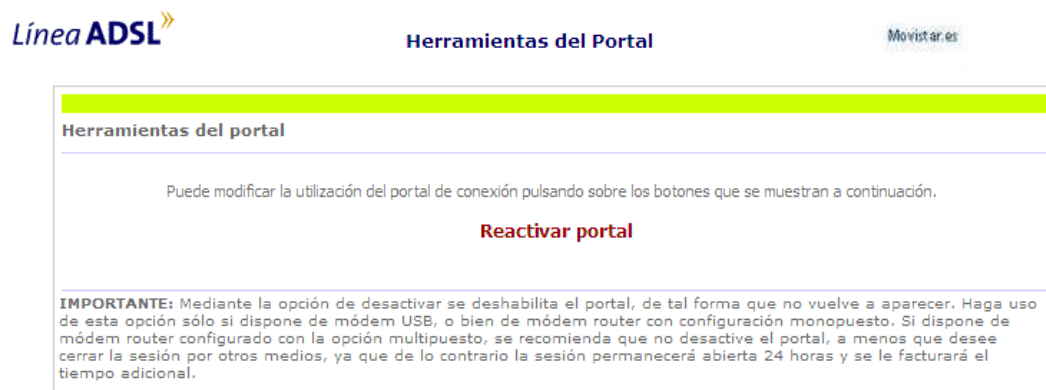 Línea ADSL»
Herramientas del Portal
Movistar.es
Herramientas del portal
Puede modificar la utilización del portal de conexión pulsando sobre los botones que se muestran a continuación.
Reactivar portal
IMPORTANTE: Mediante la opción de desactivar se deshabilita el portal, de tal forma que no vuelve a aparecer. Haga uso
de esta opción sólo si dispone de módem USB, o bien de módem router con configuración monopuesto. Si dispone de
módem router configurado con la opción multipuesto, se recomienda que no desactive el portal, a menos que desee
cerrar la sesión por otros medios, ya que de lo contrario la sesión permanecerá abierta 24 horas y se le facturará el
tiempo adicional.